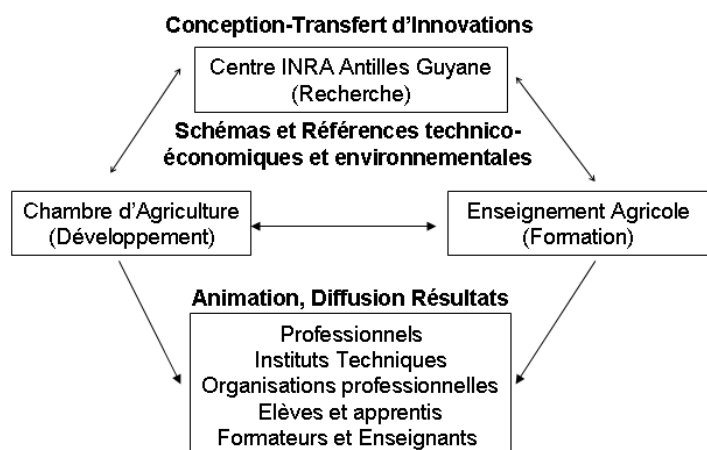 Conception-Transfert d’Innovations
Centre INRA Antilles Guyane
(Recherche)
Schémas et Références technico-
économiques et environnementales
Chambre d’Agriculture
(Développement)
Enseignement Agricole
(Formation)
Animation, Diffusion Résultats
Professionnels
Instituts Techniques
Organisations professionnelles
Elèves et apprentis
Formateurs et Enseignants